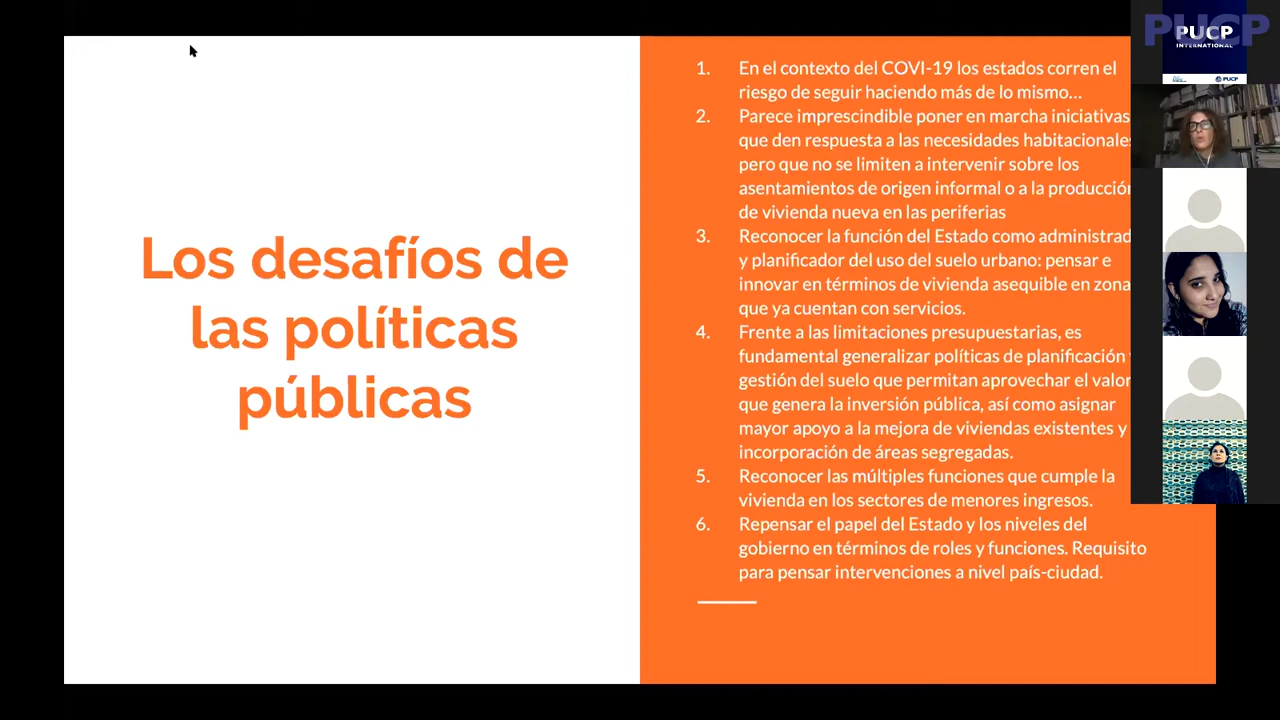 Los desafíos de
las políticas
públicas
1. En el contexto del COVI-19 los estados corren el
riesgo de seguir haciendo más de lo mismo...
2. Parece imprescindible poner en marcha iniciativas
que den respuesta a las necesidades habitacionales
pero que no se limiten a intervenir sobre los
asentamientos de origen informal o a la producción
de vivienda nueva en las periferias
3. Reconocer la función del Estado como
y planificador del uso del suelo urbano: pensar e
innovar en términos de vivienda asequible en
que ya cuentan con servicios.
4. Frente a las limitaciones presupuestarias, es
fundamental generalizar políticas de planificación
gestión del suelo que permitan aprovechar el valor
que genera la inversión pública, así como asignar
mayor apoyo a la mejora de viviendas existentes y
incorporación de áreas segregadas.
5. Reconocer las múltiples funciones que cumple la
vivienda en los sectores de menores ingresos.
6. Repensar el papel del Estado y los niveles del
gobierno en términos de roles y funciones. Requisito
para pensar intervenciones a nivel país-ciudad.
PUCP
PUCP
INTERNATIONAL
PUCP